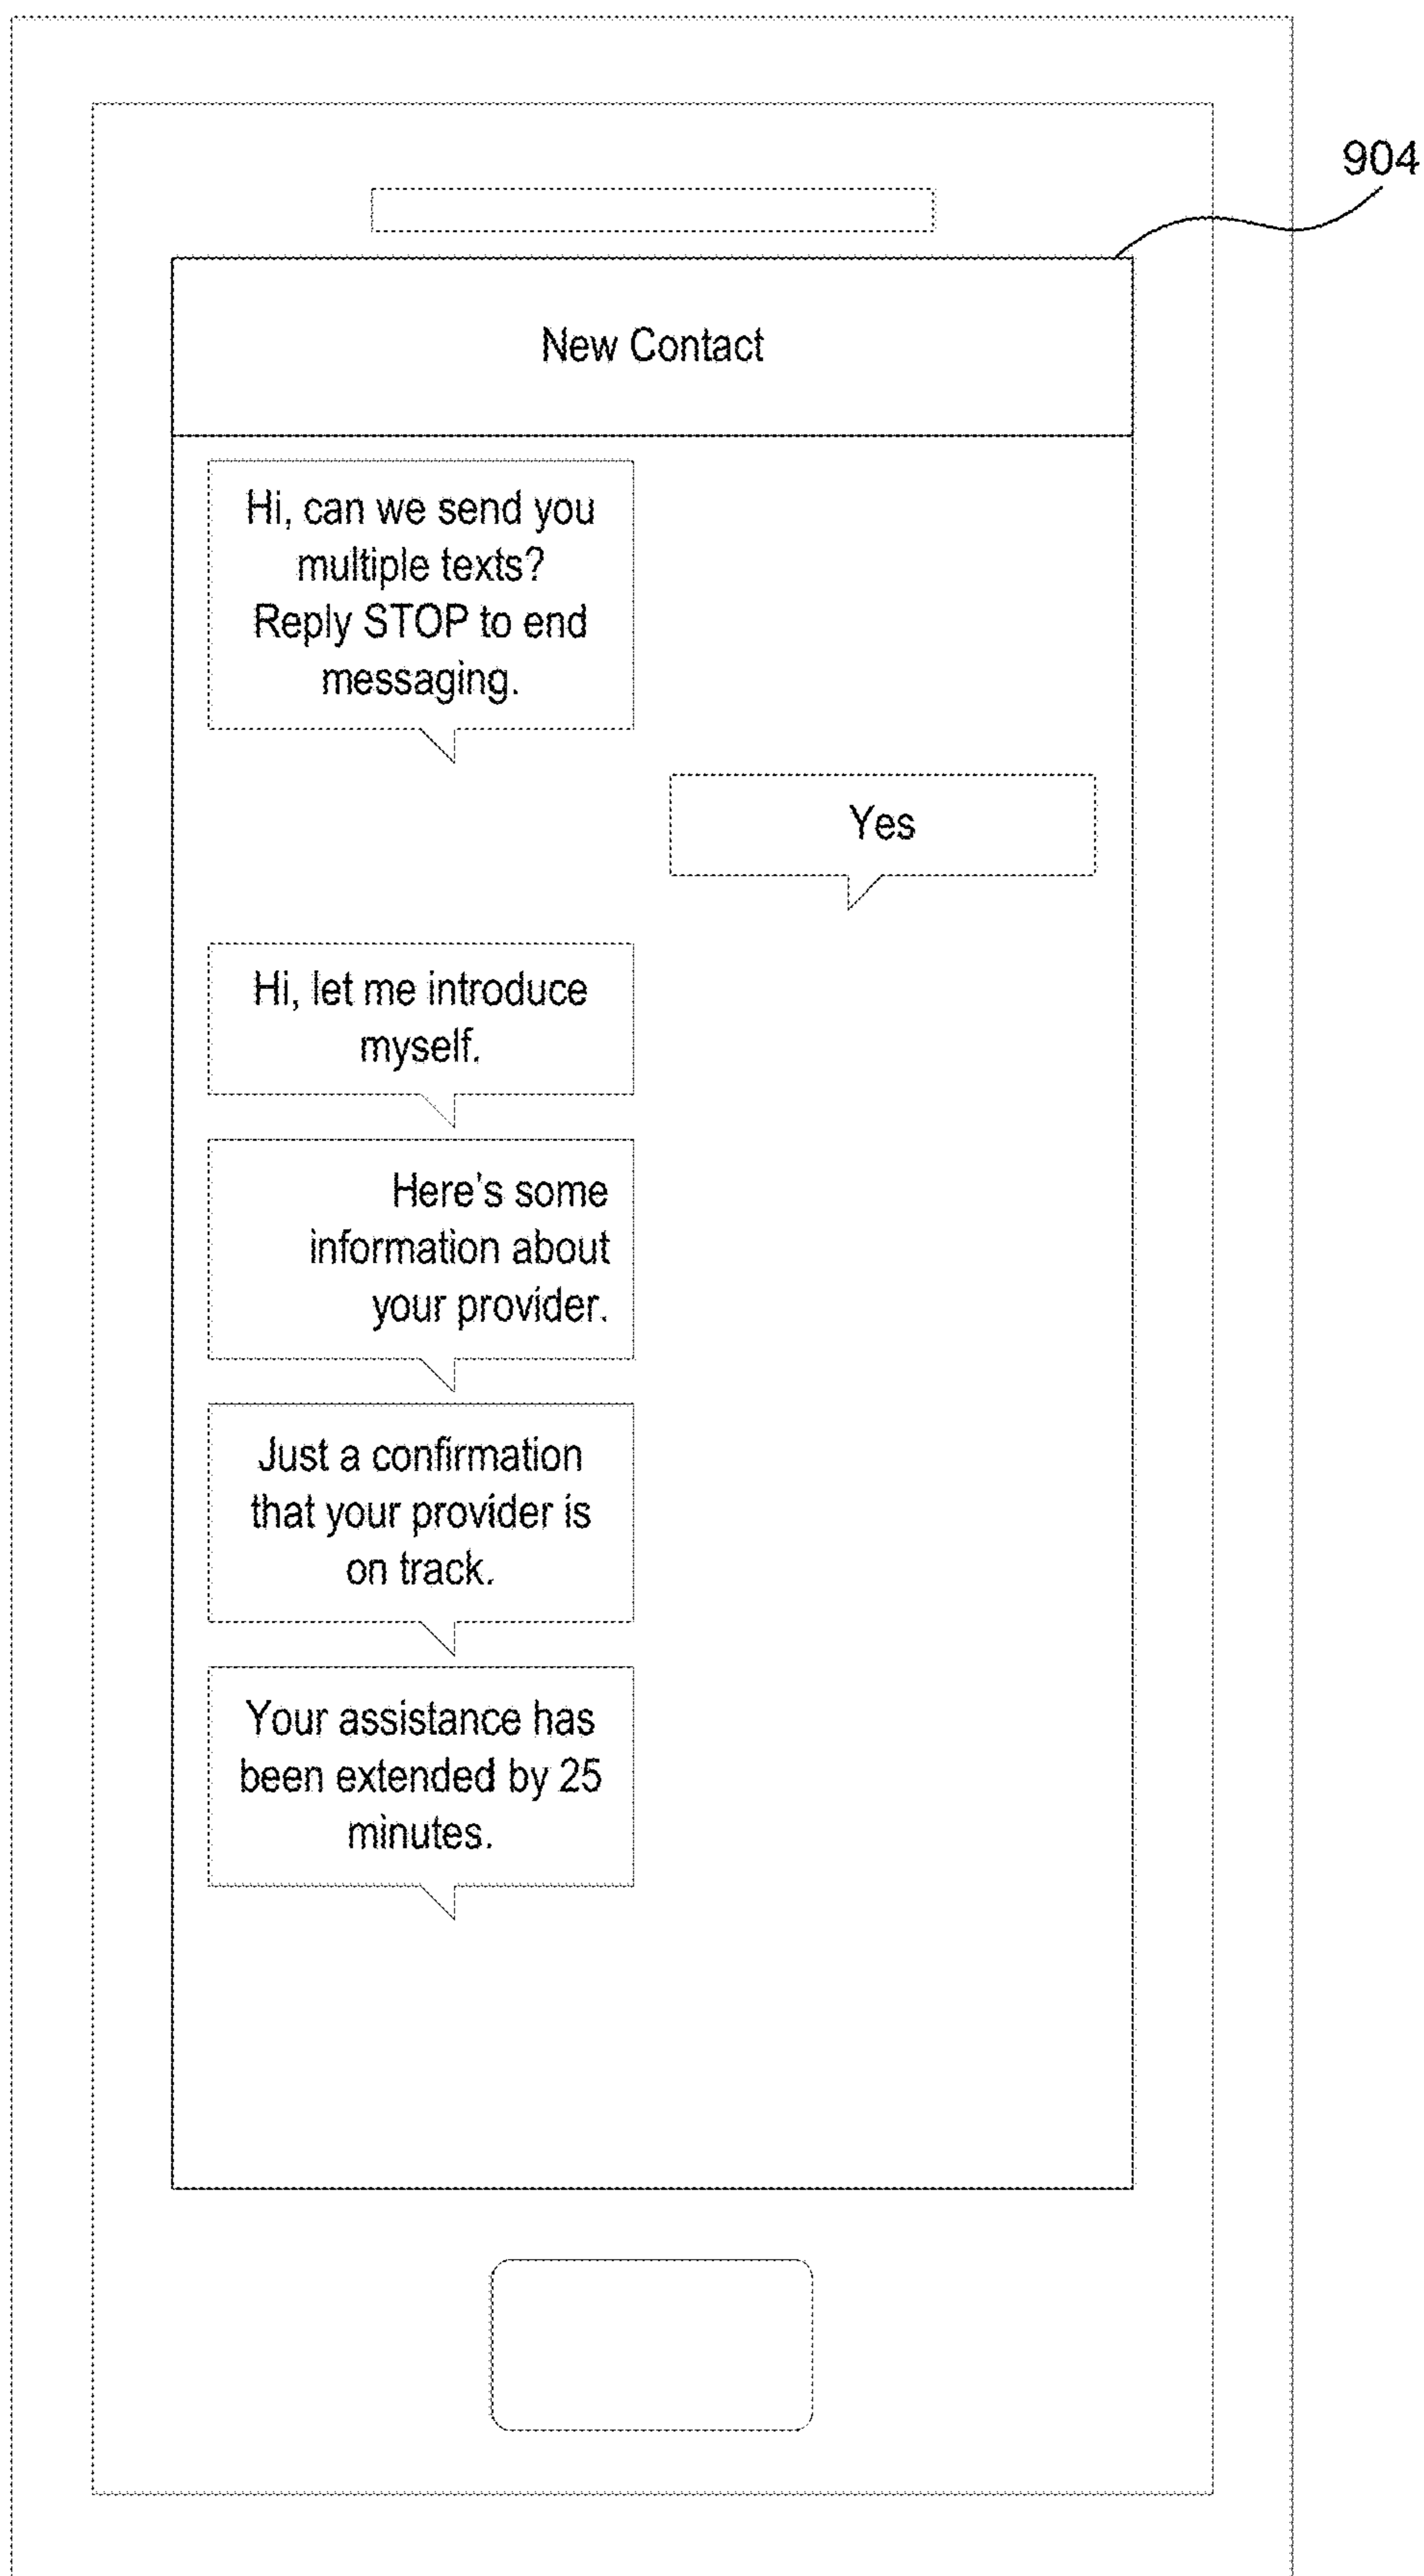 904
New Contact
Hi, can we send you
multiple texts?
Reply STOP to end
messaging.
Yes
Hi, let me introduce
myself.
Here's some
information about
your provider.
Just a confirmation
that your provider is
on track.
Your assistance has
been extended by 25
minutes.